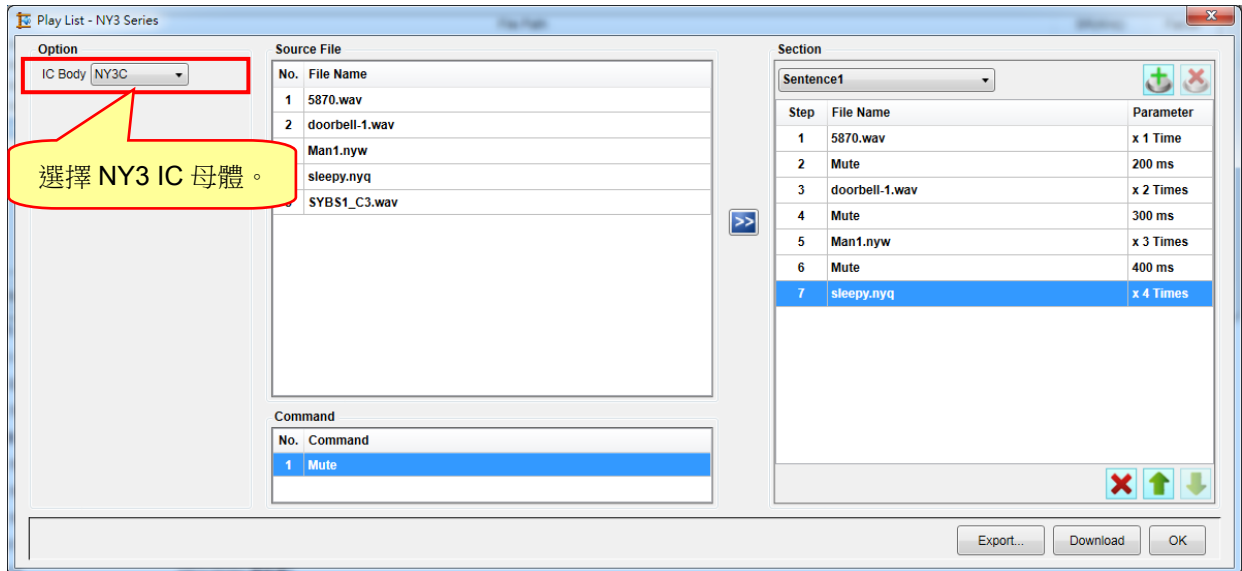 Play List - NY3 Series
Option
IC Body NY3C
選擇 NY3 IC 母體。
Source File
No. File Name
1 5870.wav
2 doorbell-1.wav
Man1.nyw
sleepy.nyq
SYBS1_C3.wav
Command
No. Command
1 Mute
Section
Sentence1
Step File Name Parameter
1 5870.wav x 1 Time
2 Mute 200 ms
3 doorbell-1.wav x 2 Times
4 Mute 300 ms
5 Man1.nyw x 3 Times
6 Mute 400 ms
7 sleepy.nyq x 4 Times
Export... Download OK